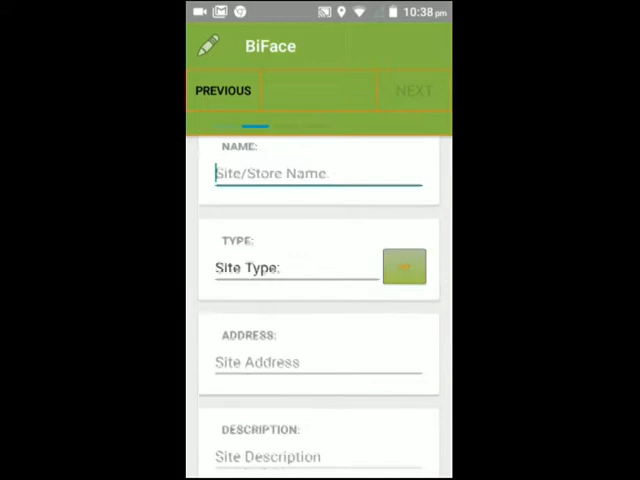 10:38 pm
BiFace
PREVIOUS
NEXT
NAME:
Site/Store Name.
TYPE:
Site Type:
ADDRESS:
Site Address
DESCRIPTION:
Site Description